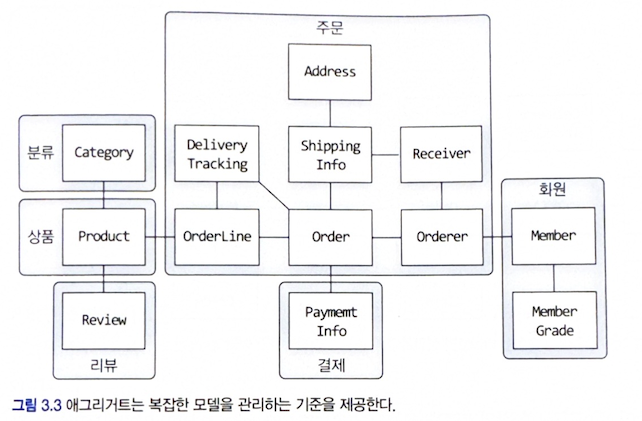 주문
Address
분류
Category
Delivery
Tracking
Shipping
Info
Receiver
회원
상품
Product
OrderLine
Order
Orderer
Member
Review
리뷰
Paymemt
Info
결제
Member
Grade
그림 3.3 애그리거트는 복잡한 모델을 관리하는 기준을 제공한다.